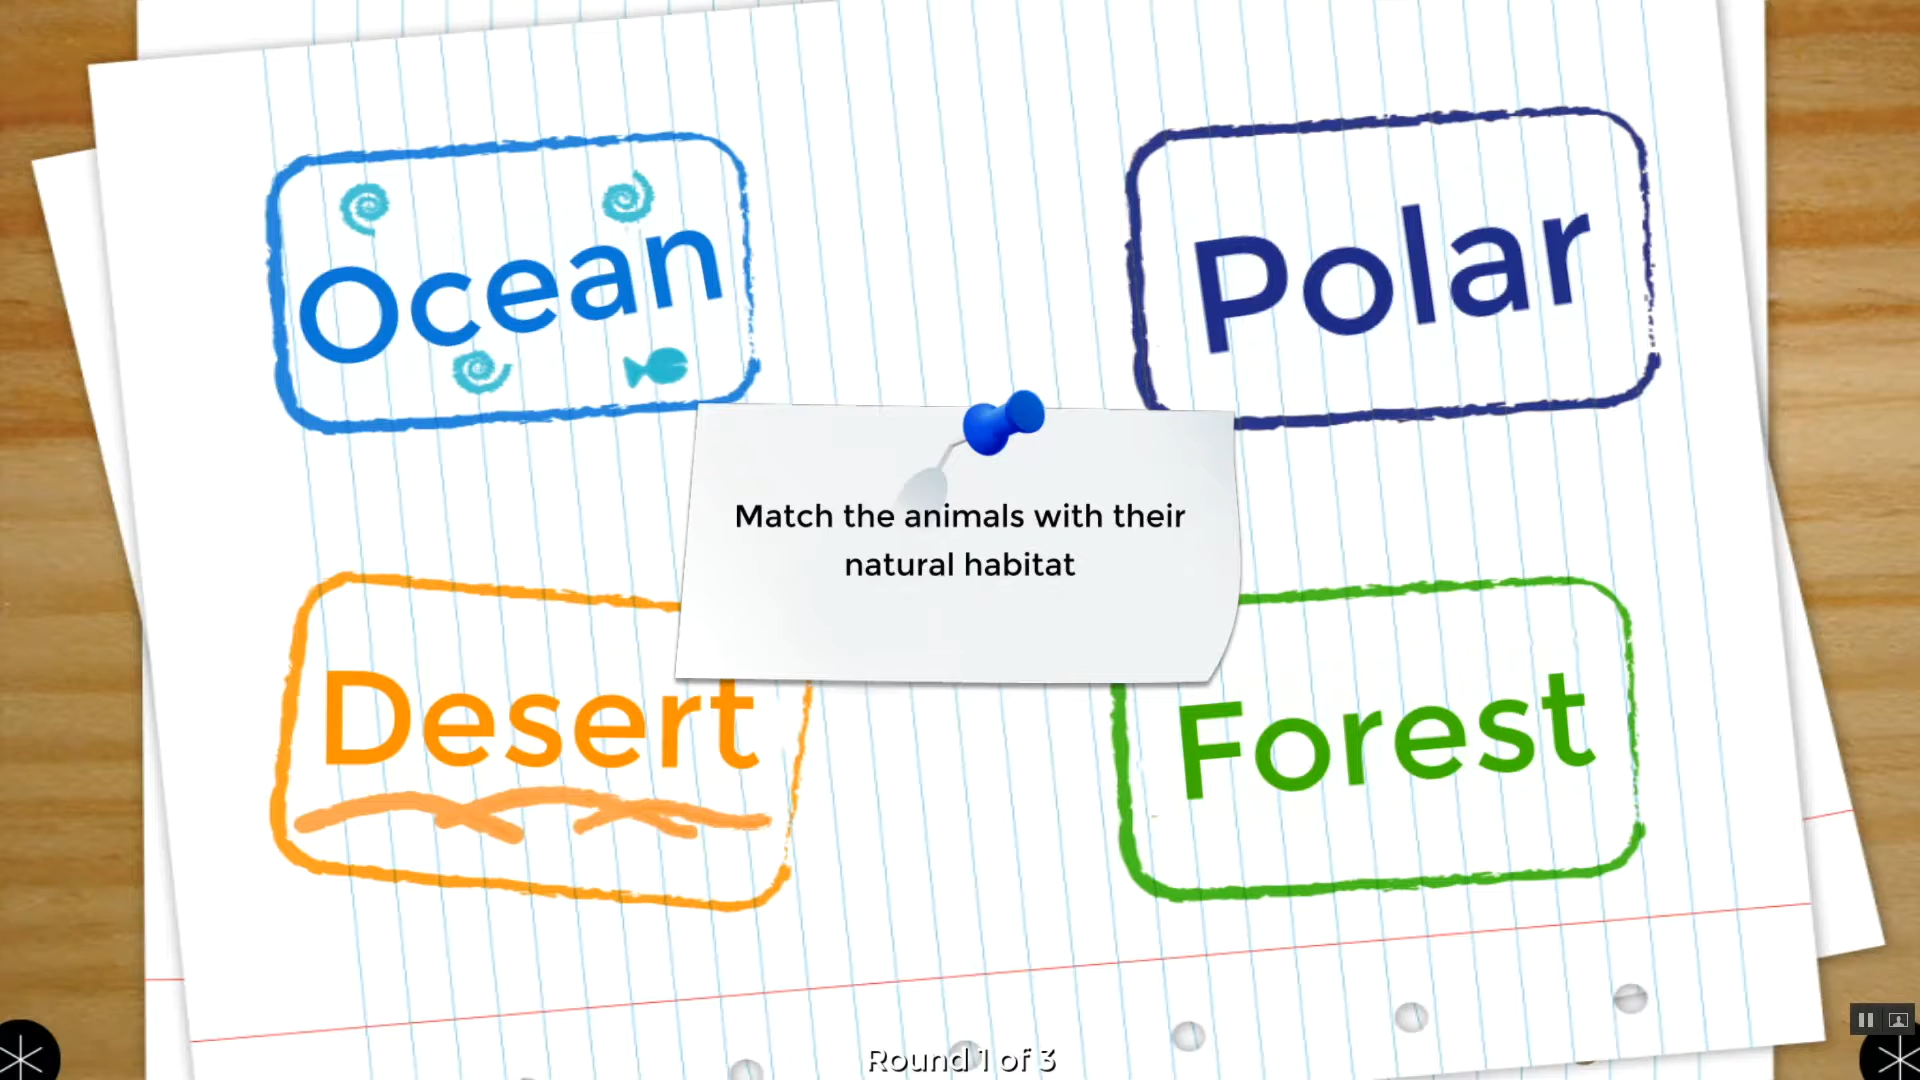 Ocean
Polar
Match the animals with their
natural habitat
Desert
Forest
Round 1 of 3